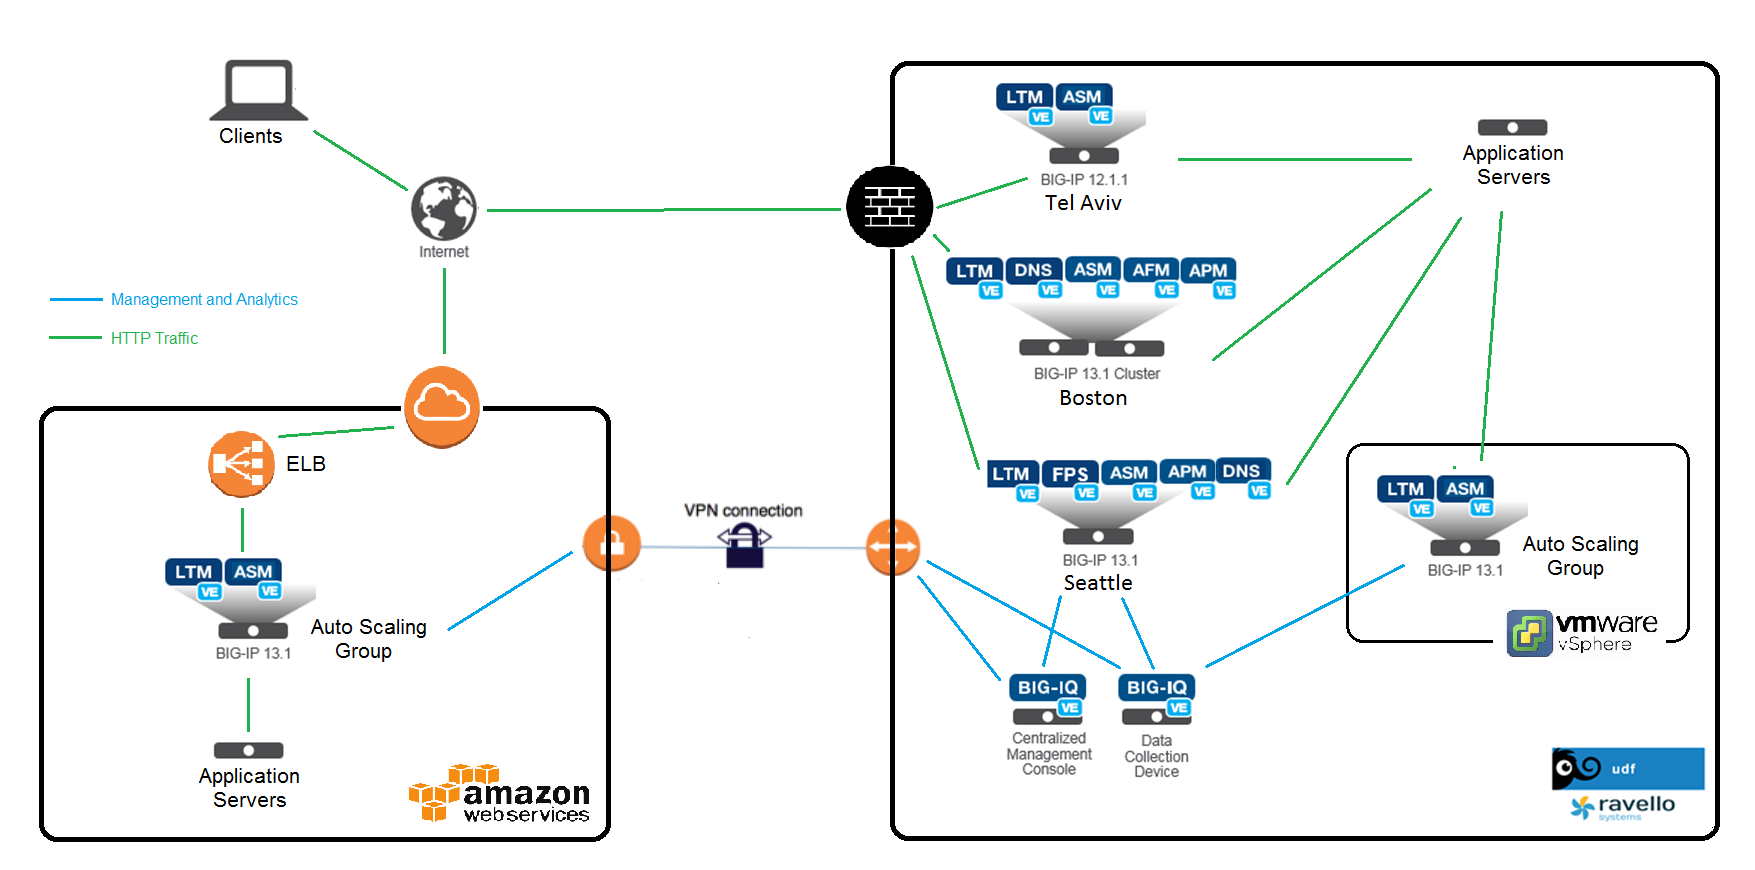 Clients
Internet
Management and Analytics
HTTP Traffic
ELB
LTM
VE
ASM
VE
BIG-IP 13.1
Auto Scaling
Group
Application
Servers
amazon
webservices
VPN connection
LTM
VE
ASM
VE
BIG-IP 12.1.1
Tel Aviv
Application
Servers
LTM
VE
DNS
VE
ASM
VE
AFM
VE
APM
VE
BIG-IP 13.1 Cluster
Boston
LTM
VE
FPS
VE
ASM
VE
APM
VE
DNS
VE
BIG-IP 13.1
Seattle
LTM
VE
ASM
VE
BIG-IP 13.1
Auto Scaling
Group
vmware
vSphere
BIG-IQ
VE
Centralized
Management
Console
BIG-IQ
VE
Data
Collection
Device
udf
ravello
systems